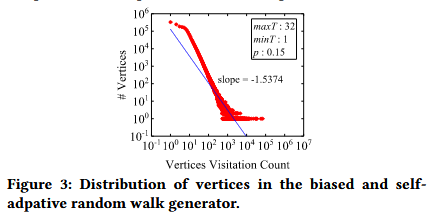 10^6
10^5
10^4
10^3
10^2
10^1
10^0
10^-1
# Vertices
maxT : 32
minT : 1
p : 0.15
slope = -1.5374
10^-1 10^0 10^1 10^2 10^3 10^4 10^5 10^6 10^7
Vertices Visitation Count
Figure 3: Distribution of vertices in the biased and self-
adpative random walk generator.